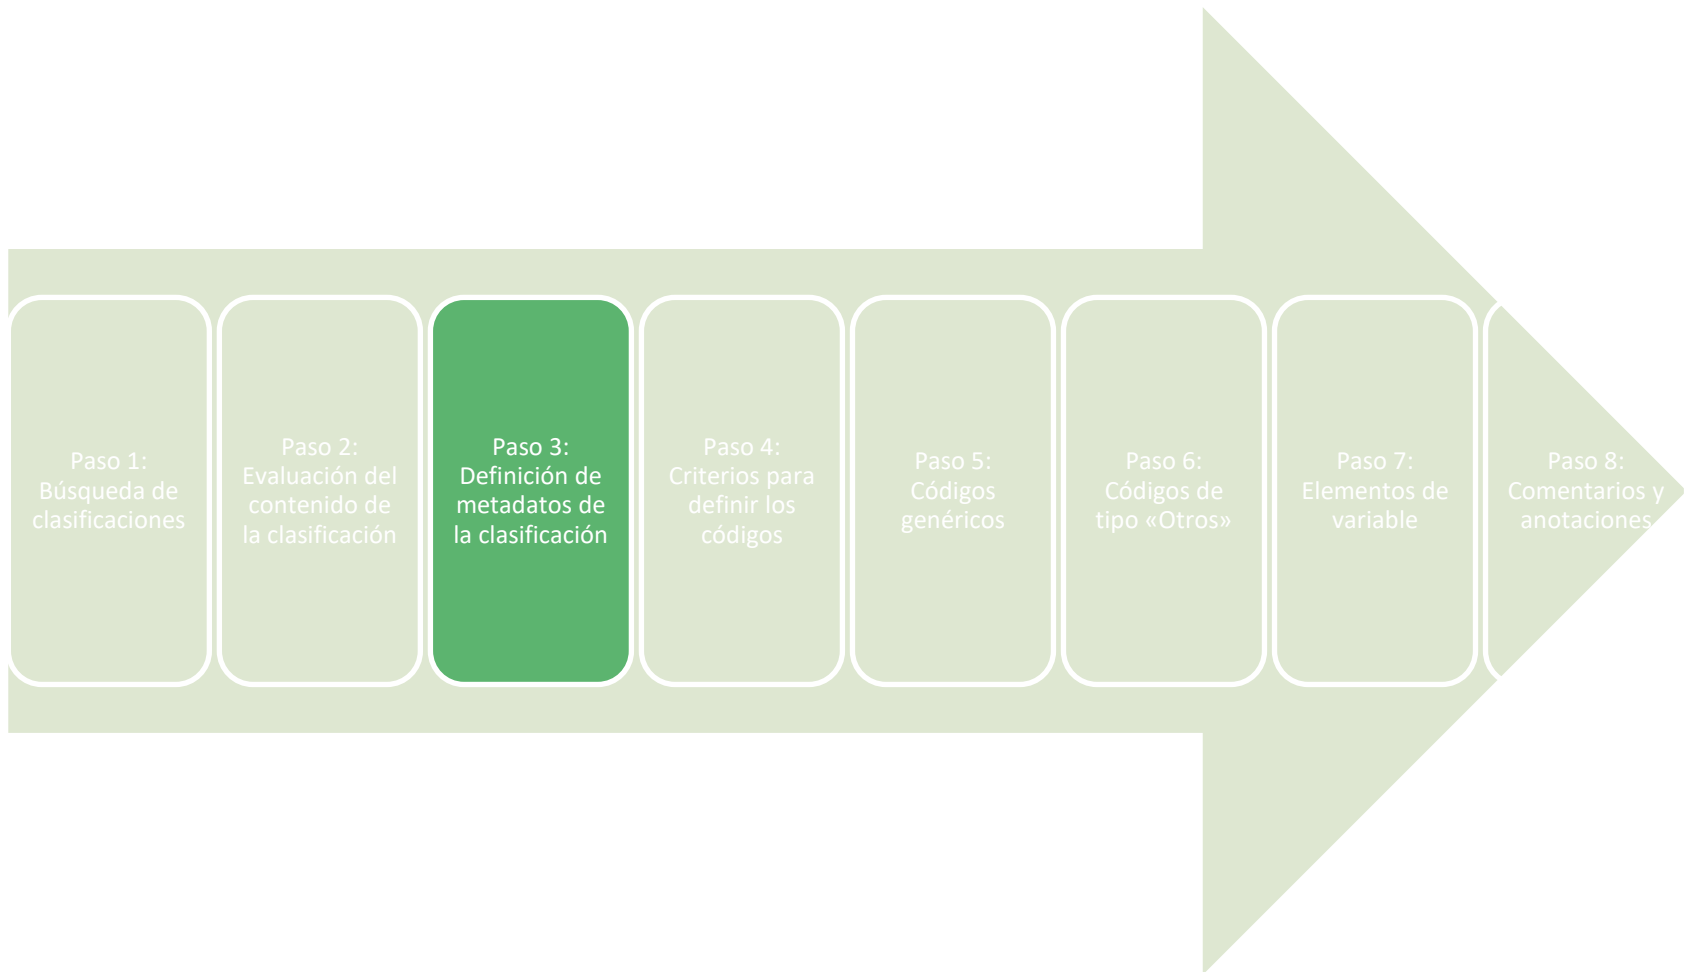 Paso 1:
Búsqueda de
clasificaciones
Paso 2:
Evaluación del
contenido de
la clasificación
Paso 3:
Definición de
metadatos de
la clasificación
Paso 4:
Criterios para
definir los
códigos
Paso 5:
Códigos
genéricos
Paso 6:
Códigos de
tipo «Otros»
Paso 7:
Elementos de
variable
Paso 8:
Comentarios y
anotaciones